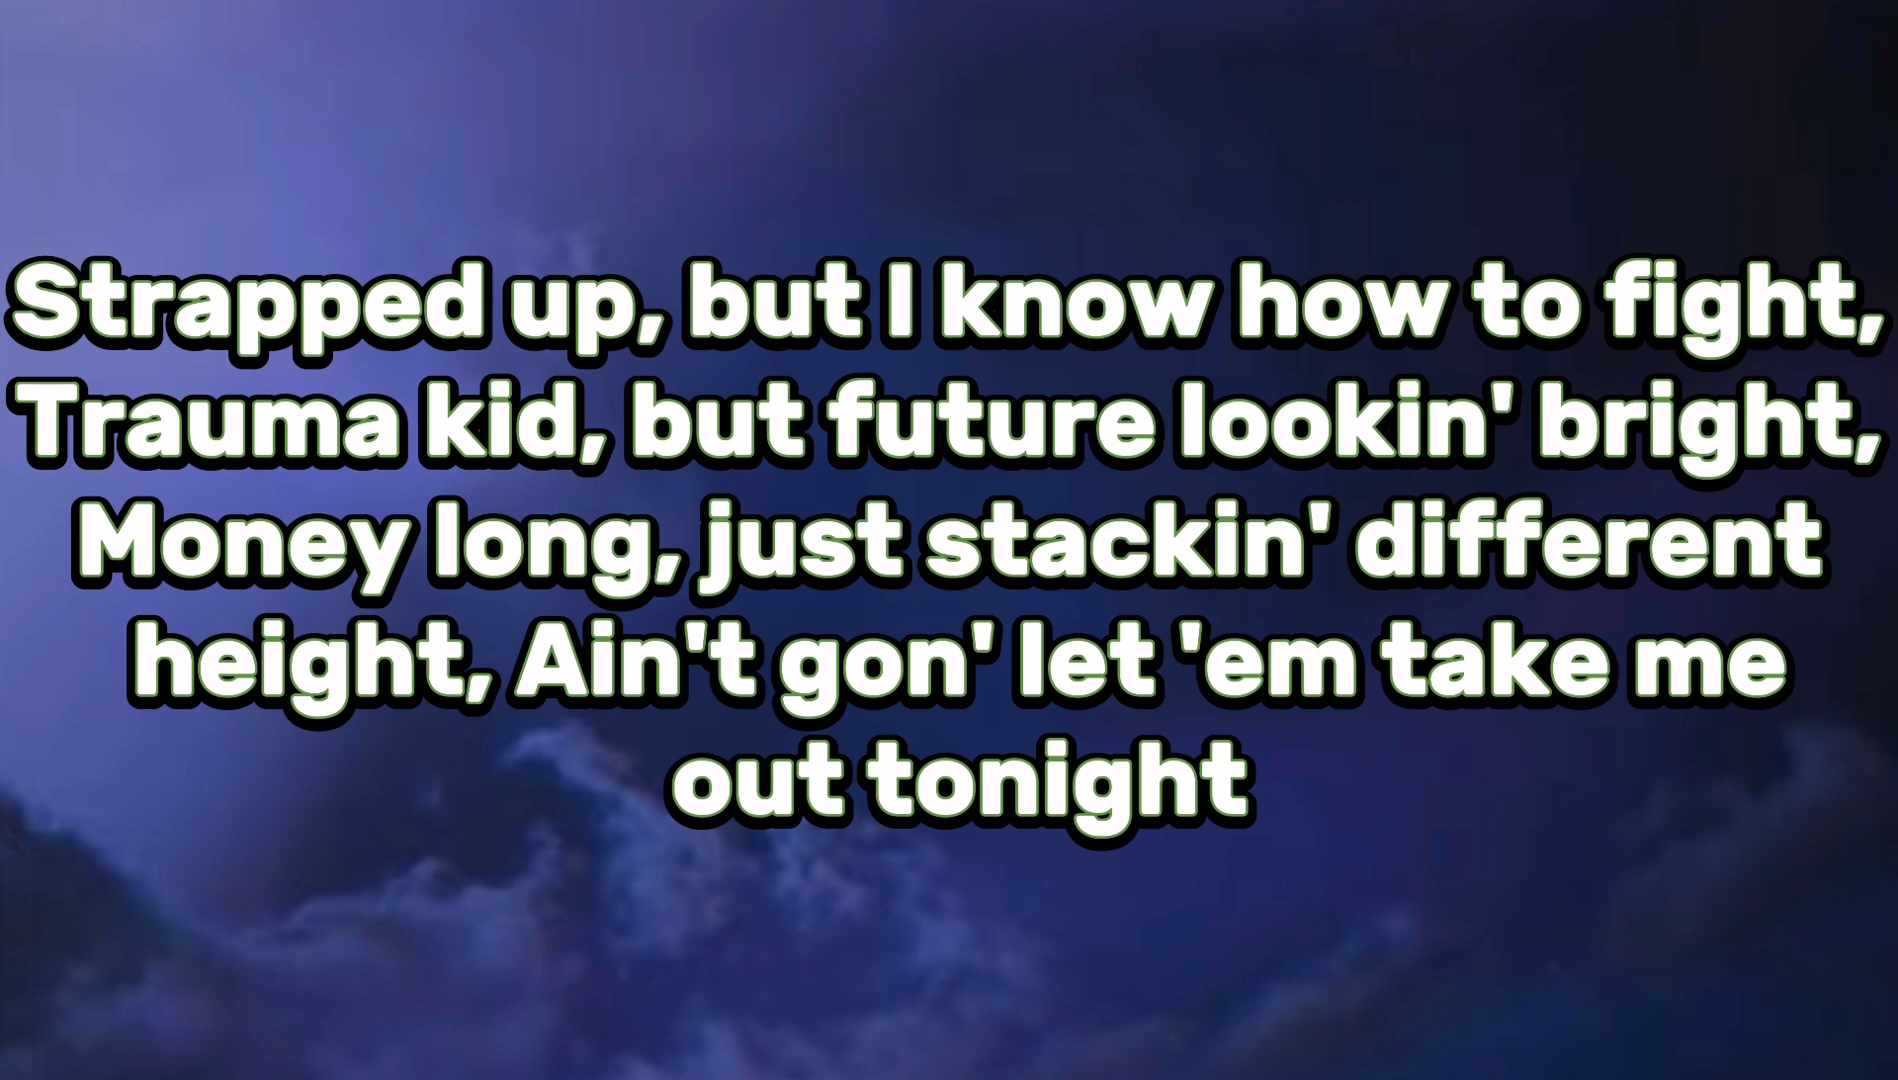 Strapped up, but I know how to fight,
Trauma kid, but future lookin' bright,
Money long, just stackin' different
height, Ain't gon' let 'em take me
out tonight